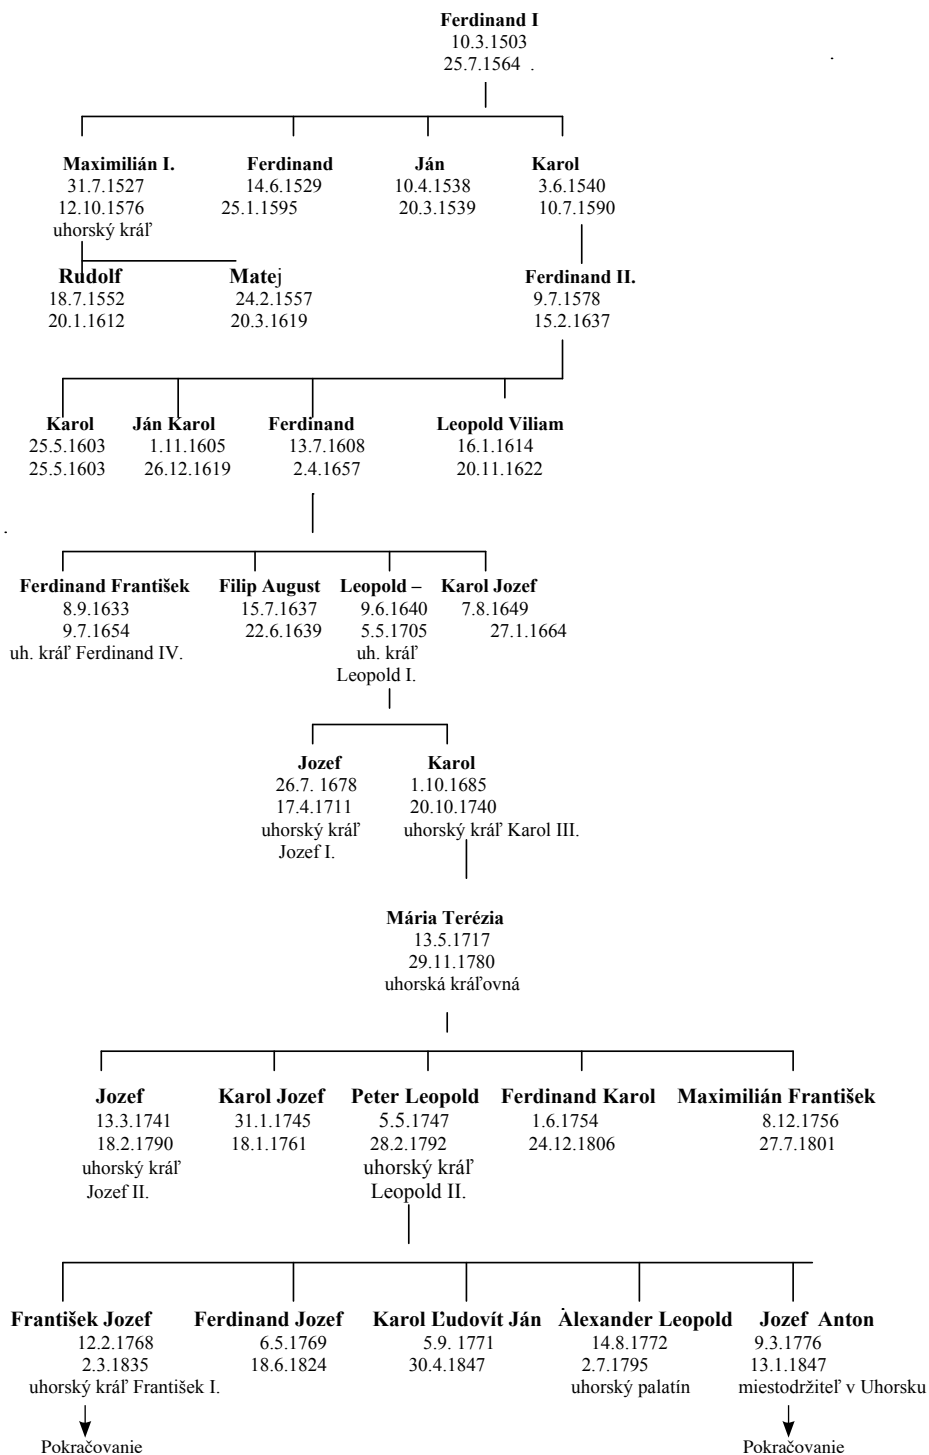 Ferdinand I
10.3.1503
25.7.1564 .
Maximilián I. Ferdinand Ján Karol
31.7.1527 14.6.1529 10.4.1538 3.6.1540
12.10.1576 25.1.1595 20.3.1539 10.7.1590
uhorský kráľ
Rudolf Matej Ferdinand II.
18.7.1552 24.2.1557 9.7.1578
20.1.1612 20.3.1619 15.2.1637
Karol Ján Karol Ferdinand Leopold Viliam
25.5.1603 1.11.1605 13.7.1608 16.1.1614
25.5.1603 26.12.1619 2.4.1657 20.11.1622
Ferdinand František Filip August Leopold – Karol Jozef
8.9.1633 15.7.1637 9.6.1640 7.8.1649
9.7.1654 22.6.1639 5.5.1705 27.1.1664
uh. kráľ Ferdinand IV. uh. kráľ
Leopold I.
Jozef Karol
26.7. 1678 1.10.1685
17.4.1711 20.10.1740
uhorský kráľ uhorský kráľ Karol III.
Jozef I.
Mária Terézia
13.5.1717
29.11.1780
uhorská kráľovná
Jozef Karol Jozef Peter Leopold Ferdinand Karol Maximilián František
13.3.1741 31.1.1745 5.5.1747 1.6.1754 8.12.1756
18.2.1790 18.1.1761 28.2.1792 24.12.1806 27.7.1801
uhorský kráľ uhorský kráľ
Jozef II. Leopold II.
František Jozef Ferdinand Jozef Karol Ľudovít Ján Alexander Leopold Jozef Anton
12.2.1768 6.5.1769 5.9. 1771 14.8.1772 9.3.1776
2.3.1835 18.6.1824 30.4.1847 2.7.1795 13.1.1847
uhorský kráľ František I. uhorský palatín miestodržiteľ v Uhorsku
Pokračovanie Pokračovanie